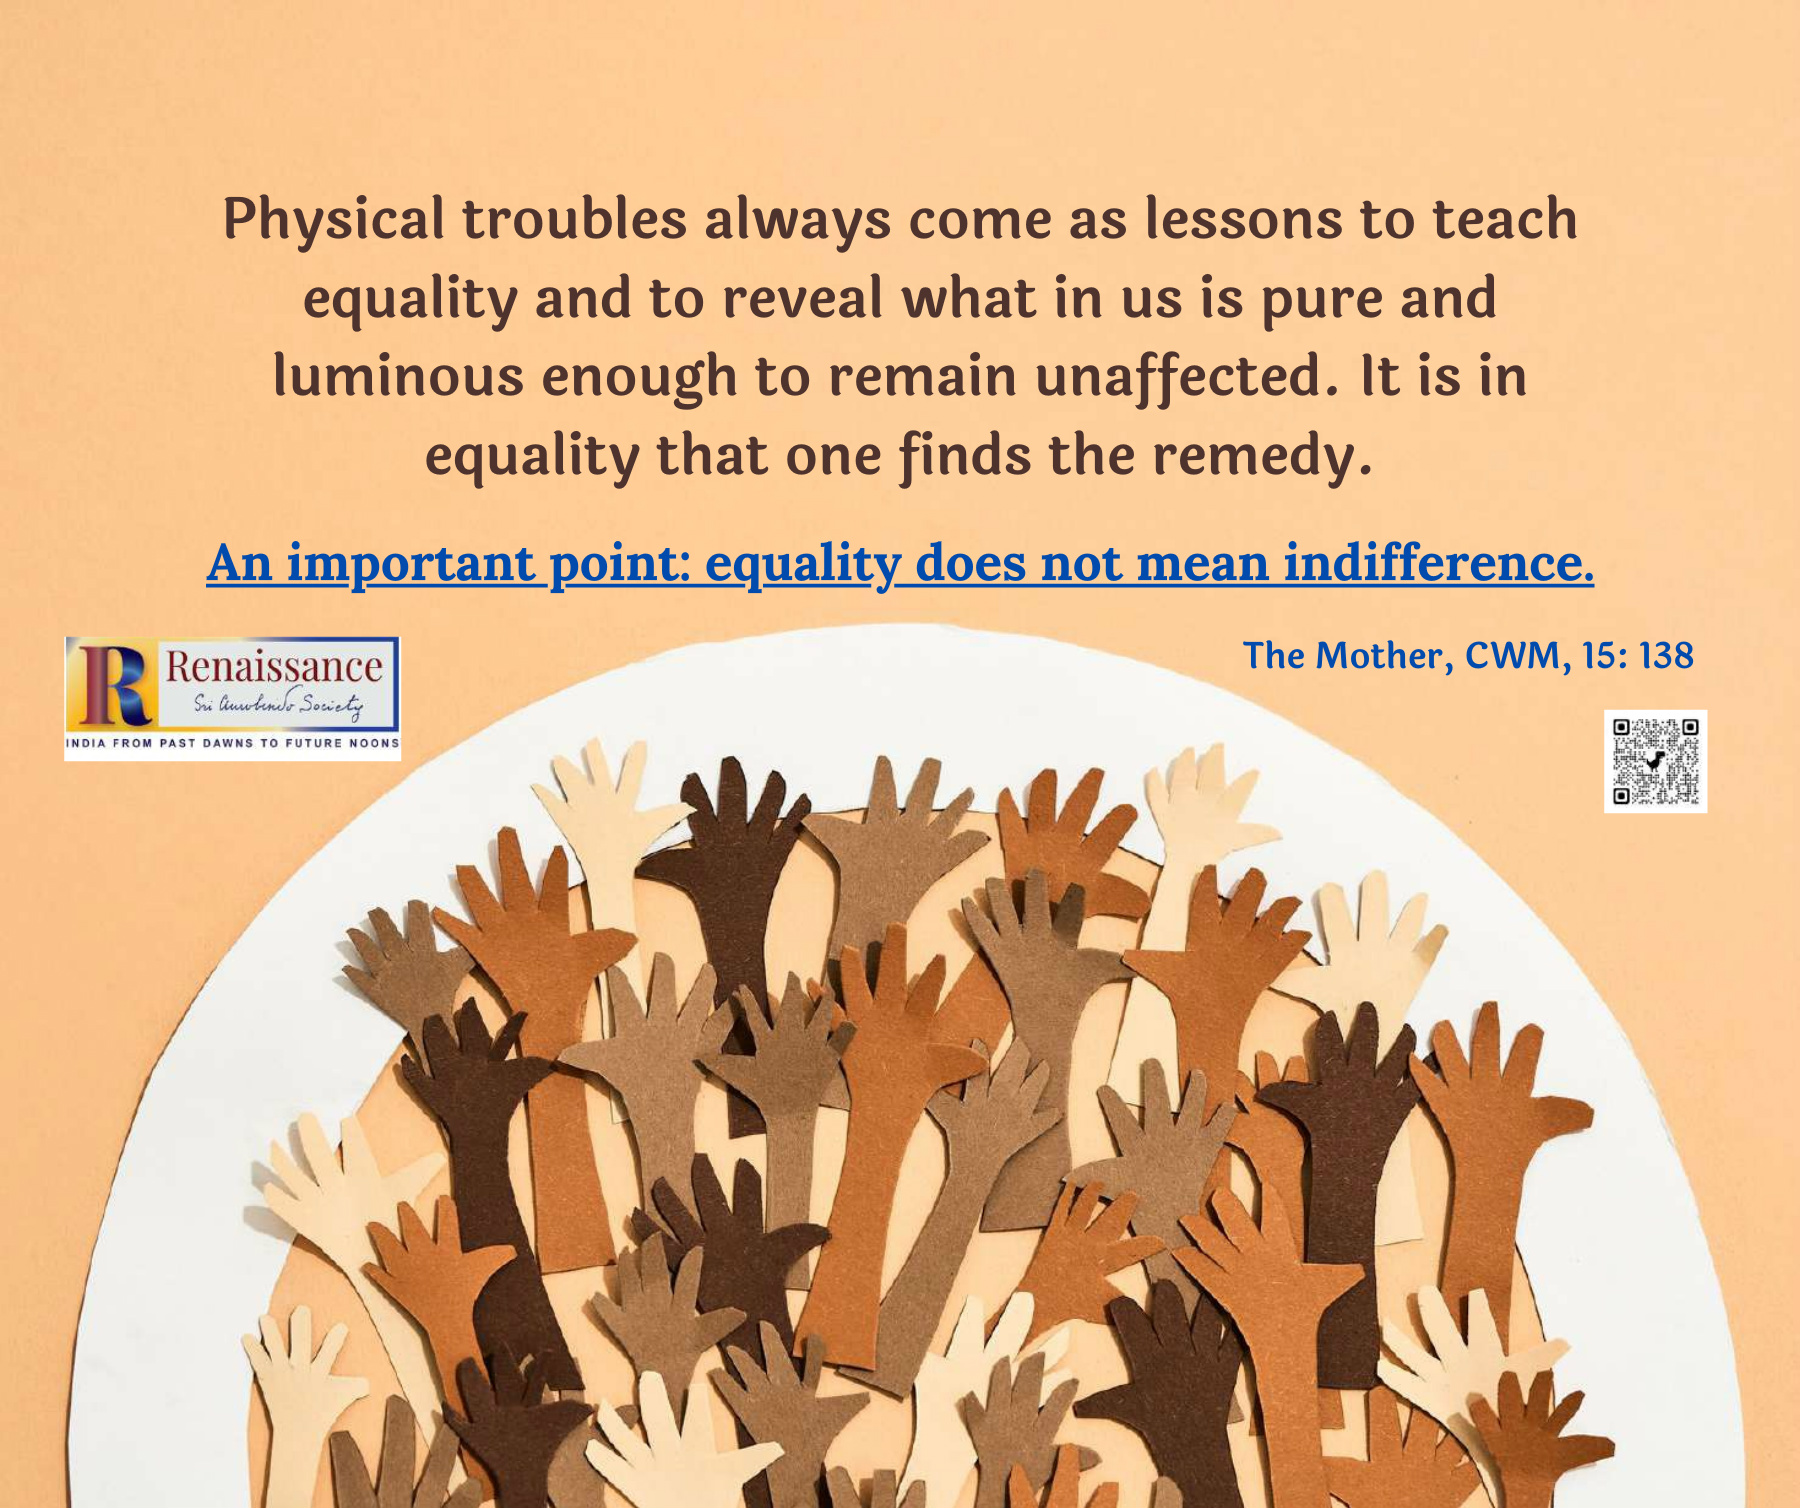 Physical troubles always come as lessons to teach
equality and to reveal what in us is pure and
luminous enough to remain unaffected. It is in
equality that one finds the remedy.
An important point: equality does not mean indifference.
The Mother, CWM, 15: 138
R Renaissance
Sri Aurobindo Society
INDIA FROM PAST DAWNS TO FUTURE NOONS